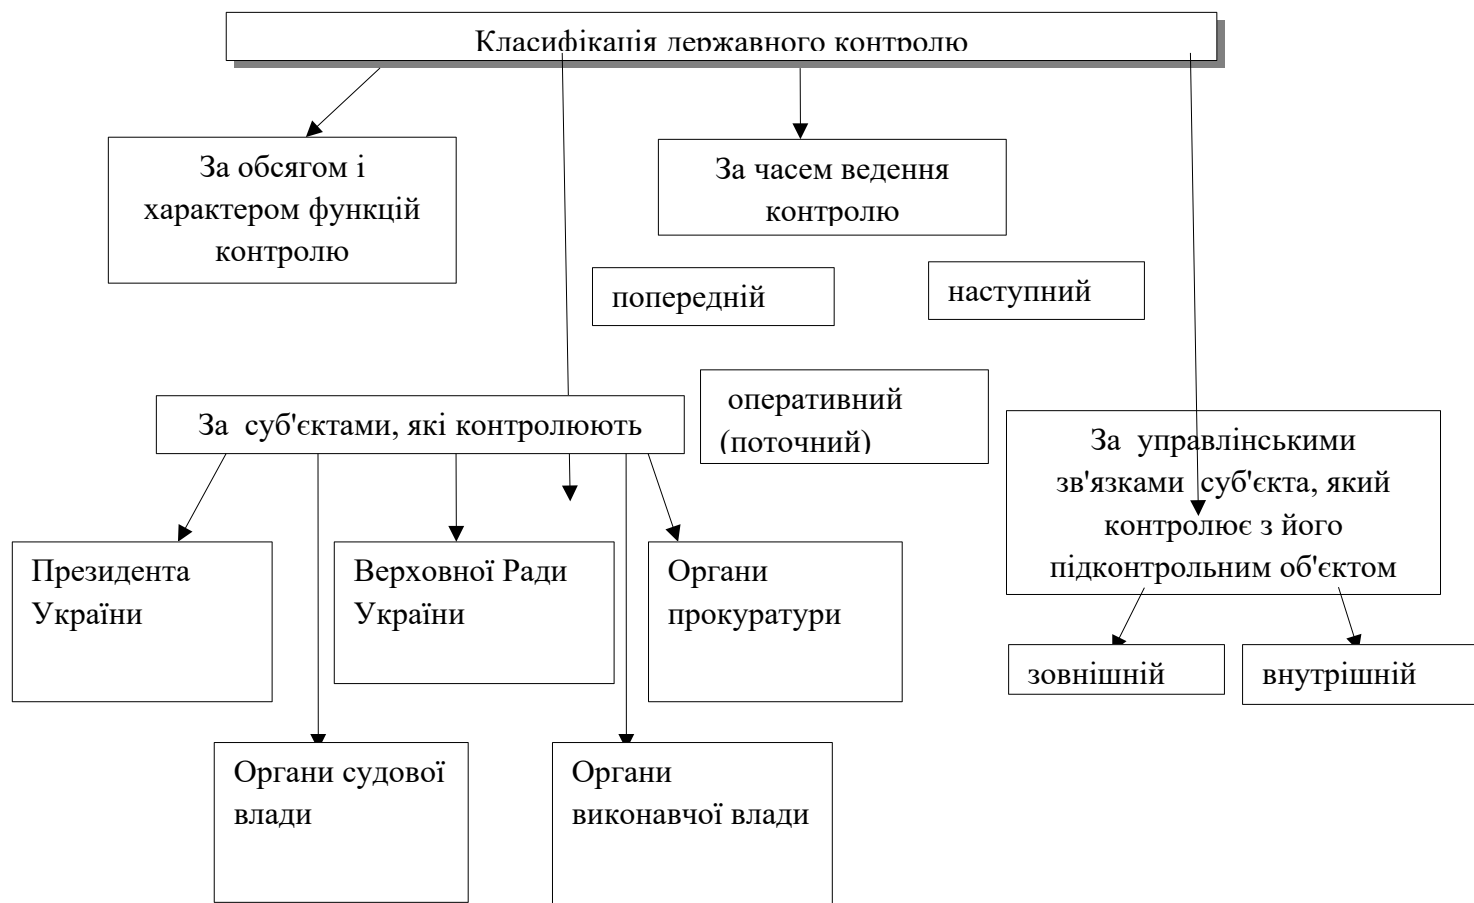 Класифікація державного контролю
За обсягом і
характером функцій
контролю
За часем ведення
контролю
попередній
наступний
оперативний
(поточний)
За суб'єктами, які контролюють
За управлінськими
зв'язками суб'єкта, який
контролює з його
підконтрольним об'єктом
Президента
України
Верховної Ради
України
Органи
прокуратури
зовнішній
внутрішній
Органи судової
влади
Органи
виконавчої влади